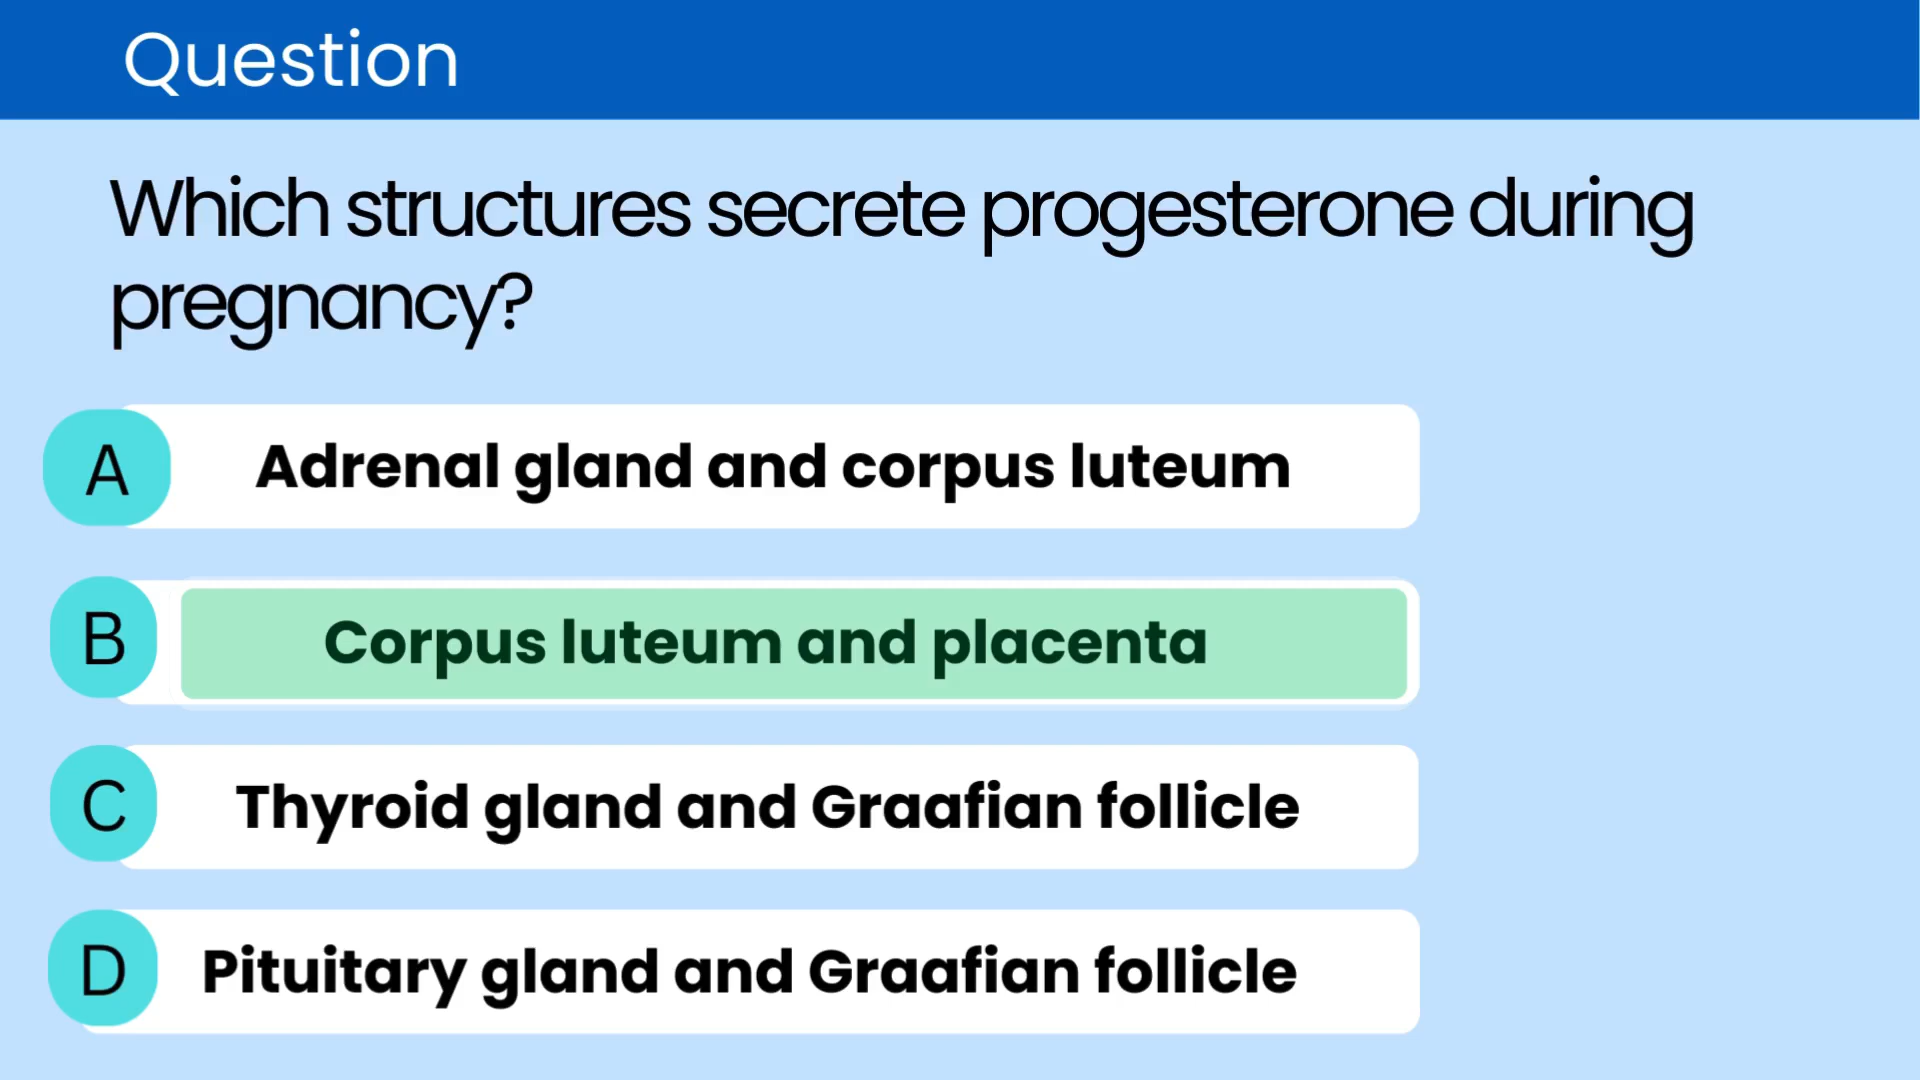 Question
Which structures secrete progesterone during
pregnancy?
A
Adrenal gland and corpus luteum
B
Corpus luteum and placenta
C
Thyroid gland and Graafian follicle
D
Pituitary gland and Graafian follicle